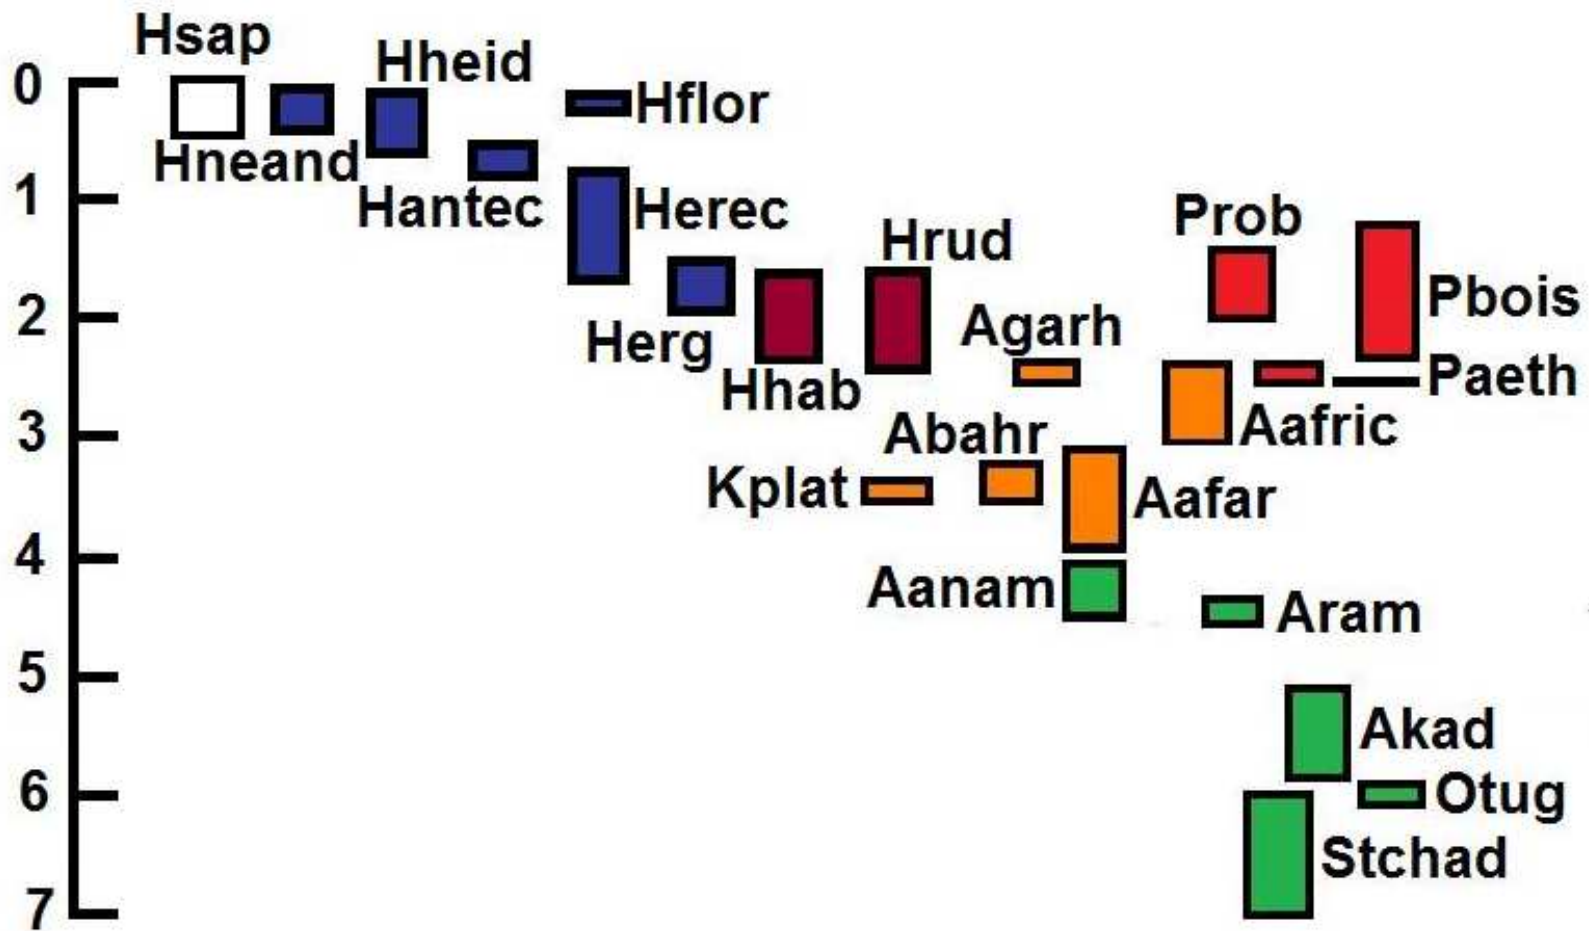 Hsap
Hheid
0
Hflor
Hneand
1
Hantec
Herec
Prob
Hrud
Pbois
2
Agarh
Herg
Paeth
Hhab
3
Abahr
Aafric
Kplat
Aafar
4
Aanam
Aram
5
Akad
6
Otug
Stchad
7